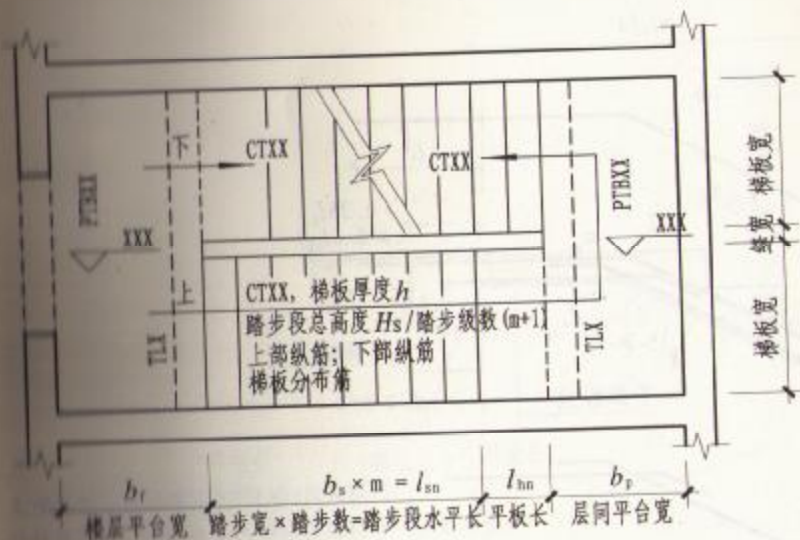 下
CTXX
CTXX
PTBXX
XXX
PTBXX
XXX
梯板宽
缝宽
梯板宽
上
CTXX, 梯板厚度h
踏步段总高度Hs/踏步级数(m+1)
上部纵筋; 下部纵筋
梯板分布筋
TLX
TLX
bf
bs×m=lsn
lhn
bp
楼层平台宽
踏步宽×踏步数=踏步段水平长
平板长
层间平台宽